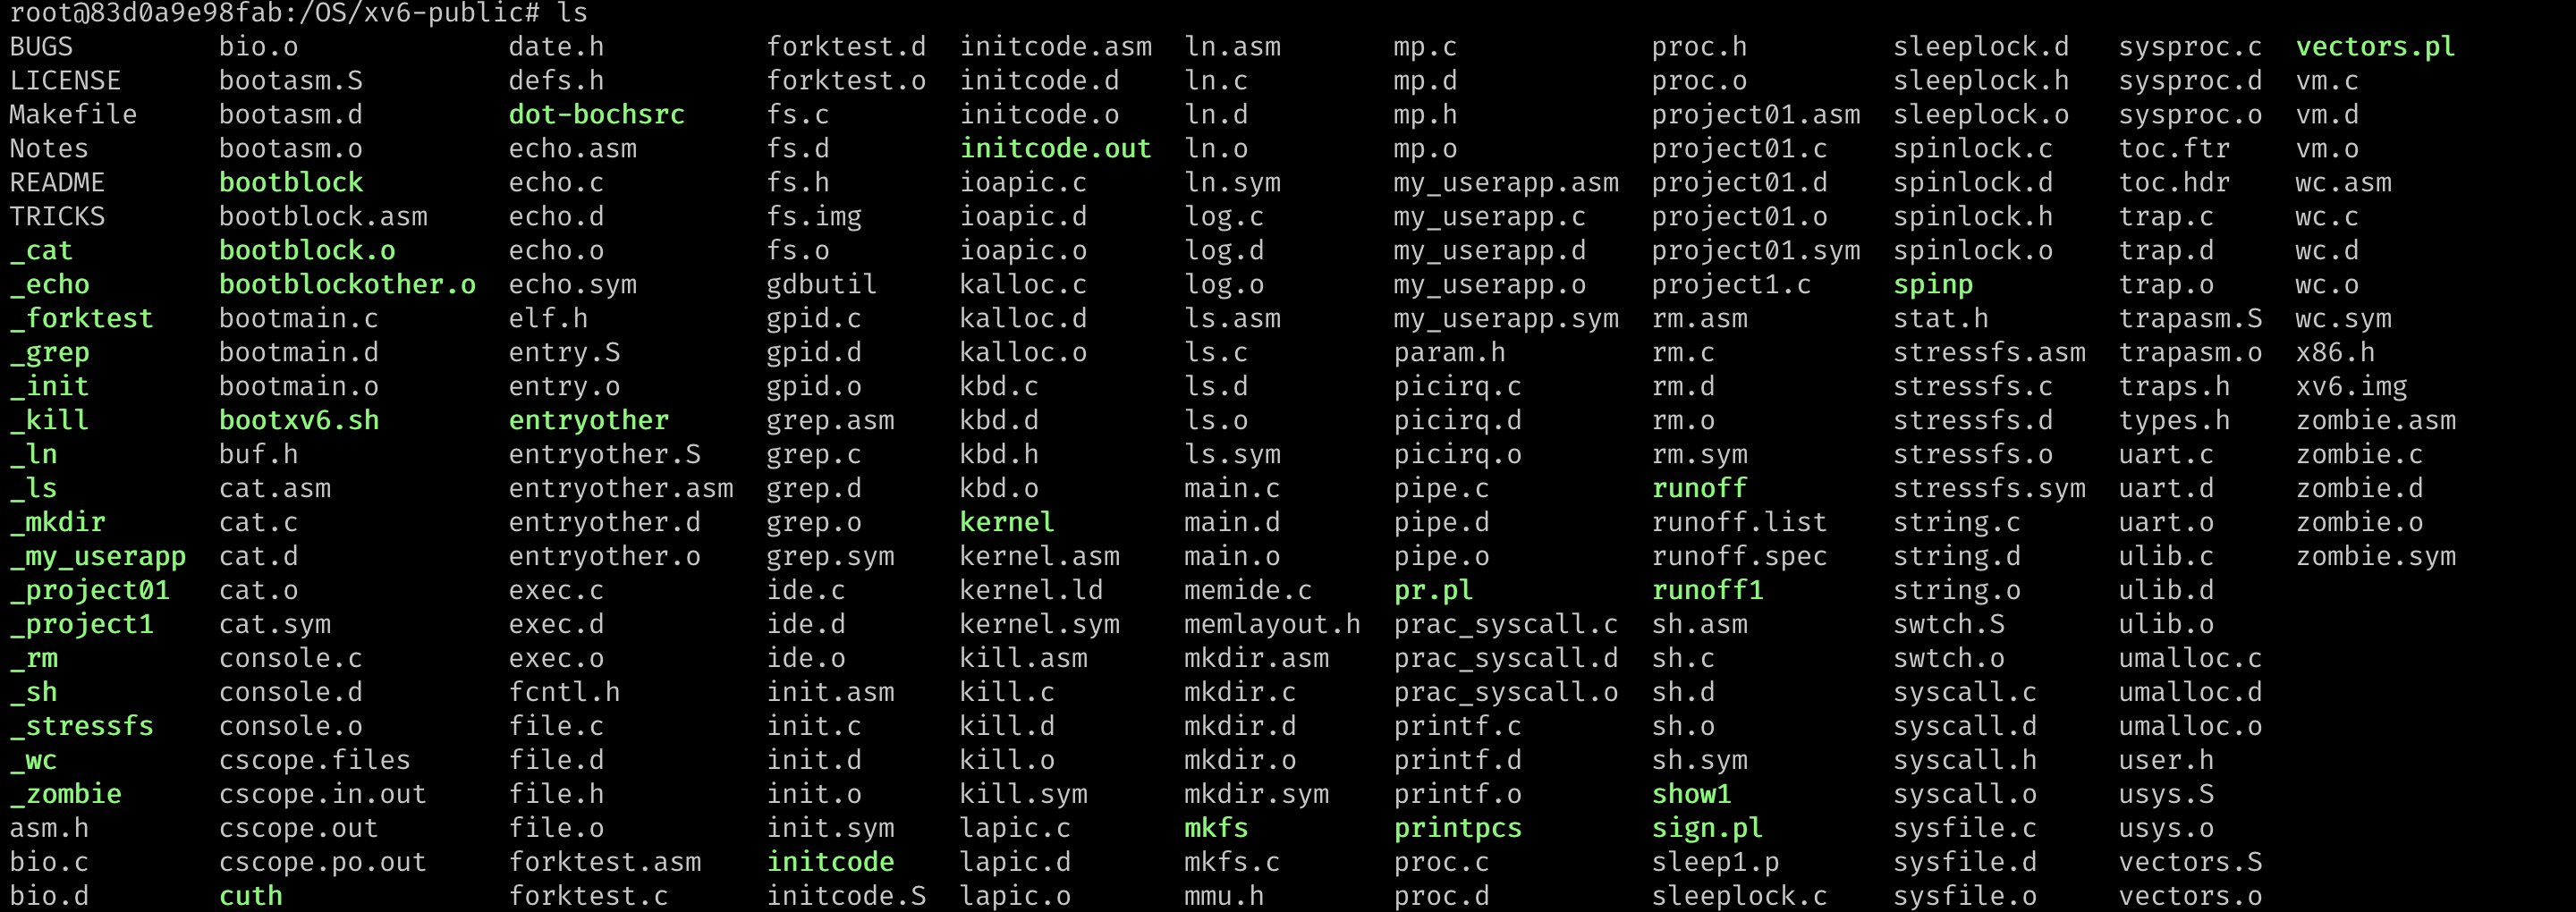 root@83d0a9e98fab:/OS/xv6-public# ls
BUGS bio.o date.h forktest.d initcode.asm ln.asm mp.c proc.h sleeplock.d sysproc.c vectors.pl
LICENSE bootasm.S defs.h forktest.o initcode.d ln.c mp.d proc.o sleeplock.h sysproc.d vm.c
Makefile bootasm.d dot-bochsrc fs.c initcode.o ln.d mp.h project01.asm sleeplock.o sysproc.o vm.d
Notes bootasm.o echo.asm fs.d initcode.out ln.o mp.o project01.c spinlock.c toc.ftr vm.o
README bootblock echo.c fs.h ioapic.c ln.sym my_userapp.asm project01.d spinlock.d toc.hdr wc.asm
TRICKS bootblock.asm echo.d fs.img ioapic.d log.c my_userapp.c project01.o spinlock.h trap.c wc.c
_cat bootblock.o echo.o fs.o ioapic.o log.d my_userapp.d project01.sym spinlock.o trap.d wc.d
_echo bootblockother.o echo.sym gdbutil kalloc.c log.o my_userapp.o project1.c spinp trap.o wc.o
_forktest bootmain.c elf.h gpid.c kalloc.d ls.asm my_userapp.sym rm.asm stat.h trapasm.S wc.sym
_grep bootmain.d entry.S gpid.d kalloc.o ls.c param.h rm.c stressfs.asm trapasm.o x86.h
_init bootmain.o entry.o gpid.o kbd.c ls.d picirq.c rm.d stressfs.c traps.h xv6.img
_kill bootxv6.sh entryother grep.asm kbd.d ls.o picirq.d rm.o stressfs.d types.h zombie.asm
_ln buf.h entryother.S grep.c kbd.h ls.sym picirq.o rm.sym stressfs.o uart.c zombie.c
_ls cat.asm entryother.asm grep.d kbd.o main.c pipe.c runoff stressfs.sym uart.d zombie.d
_mkdir cat.c entryother.d grep.o kernel main.d pipe.d runoff.list string.c uart.o zombie.o
_my_userapp cat.d entryother.o grep.sym kernel.asm main.o pipe.o runoff.spec string.d ulib.c zombie.sym
_project01 cat.o exec.c ide.c kernel.ld memide.c pr.pl runoff1 string.o ulib.d
_project1 cat.sym exec.d ide.d kernel.sym memlayout.h prac_syscall.c sh.asm swtch.S ulib.o
_rm console.c exec.o ide.o kill.asm mkdir.asm prac_syscall.d sh.c swtch.o umalloc.c
_sh console.d fcntl.h init.asm kill.c mkdir.c prac_syscall.o sh.d syscall.c umalloc.d
_stressfs console.o file.c init.c kill.d mkdir.d printf.c sh.o syscall.d umalloc.o
_wc cscope.files file.d init.d kill.o mkdir.o printf.d sh.sym syscall.h user.h
_zombie cscope.in.out file.h init.o kill.sym mkdir.sym printf.o show1 syscall.o usys.S
asm.h cscope.out file.o init.sym lapic.c mkfs printpcs sign.pl sysfile.c usys.o
bio.c cscope.po.out forktest.asm initcode lapic.d mkfs.c proc.c sleep1.p sysfile.d vectors.S
bio.d cuth forktest.c initcode.S lapic.o mmu.h proc.d sleeplock.c sysfile.o vectors.o